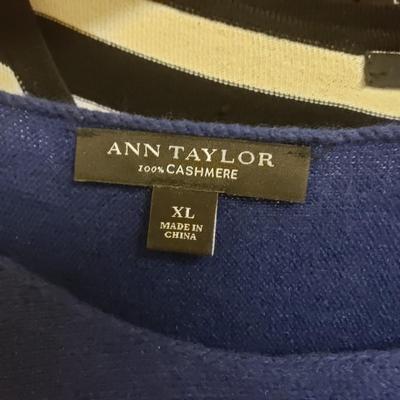 ANN TAYLOR
100% CASHMERE
XL
MADE IN
CHINA